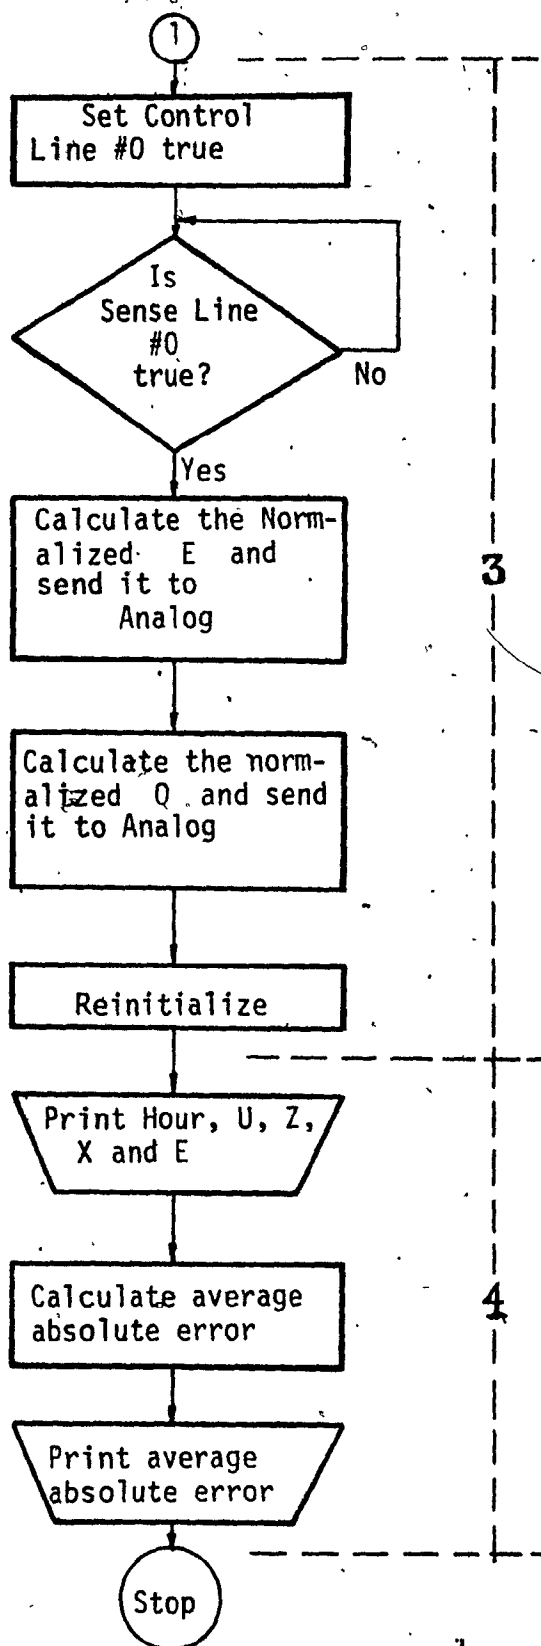 1
Set Control
Line #0 true
Is
Sense Line
#0
true?
No
Yes
Calculate the Norm-
alized E and
send it to
Analog
3
Calculate the norm-
alized Q and send
it to Analog
Reinitialize
Print Hour, U, Z,
X and E
Calculate average
absolute error
4
Print average
absolute error
Stop